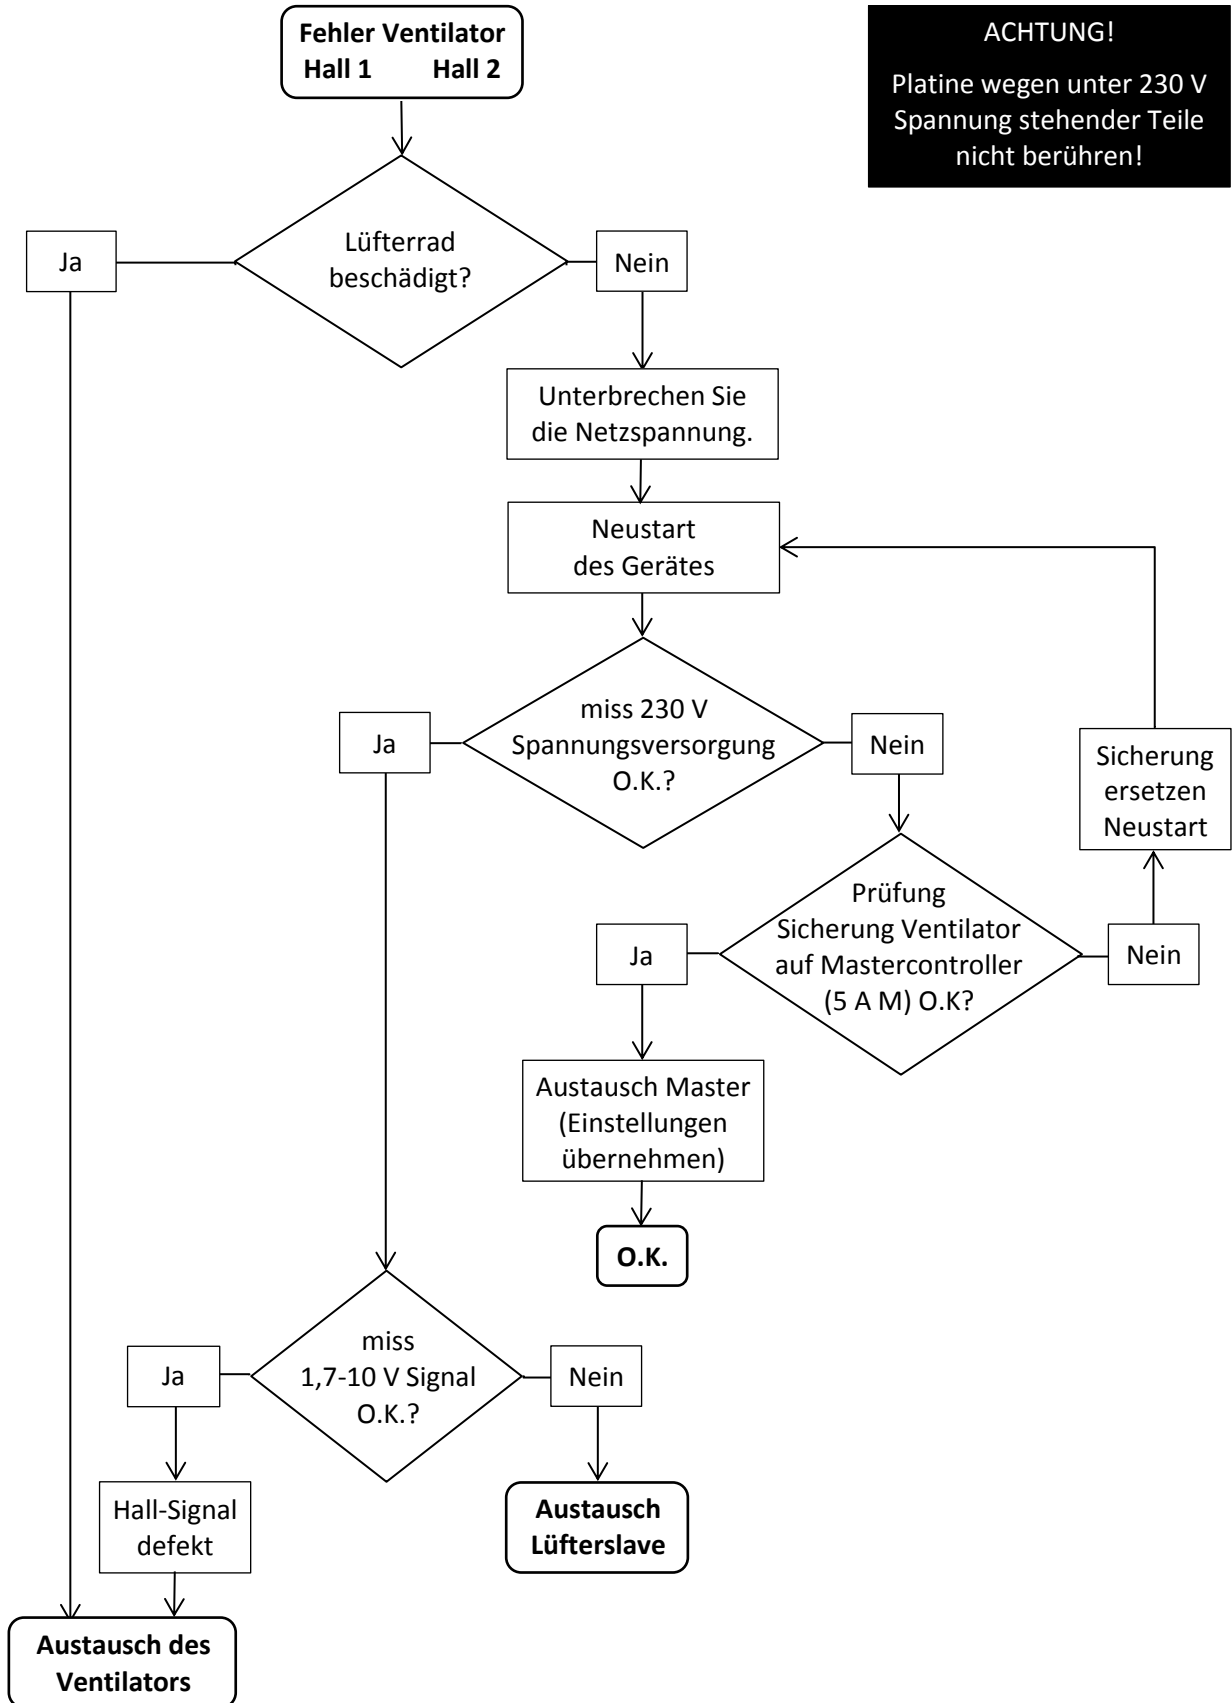 Fehler Ventilator
Hall 1 Hall 2
ACHTUNG!
Platine wegen unter 230 V
Spannung stehender Teile
nicht berühren!
Lüfterrad
beschädigt?
Ja
Nein
Unterbrechen Sie
die Netzspannung.
Neustart
des Gerätes
miss 230 V
Spannungsversorgung
O.K.?
Ja
Nein
Sicherung
ersetzen
Neustart
Prüfung
Sicherung Ventilator
auf Mastercontroller
(5 A M) O.K?
Ja
Nein
Austausch Master
(Einstellungen
übernehmen)
O.K.
miss
1,7-10 V Signal
O.K.?
Ja
Nein
Hall-Signal
defekt
Austausch
Lüfterslave
Austausch des
Ventilators